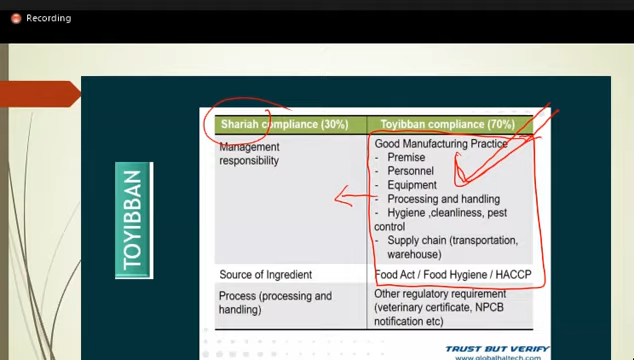 Recording
TOYIBBAN
Shariah compliance (30%) Toyibban compliance (70%)
Management
responsibility
Good Manufacturing Practice
- Premise
- Personnel
- Equipment
- Processing and handling
- Hygiene ,cleanliness, pest
control
- Supply chain (transportation,
warehouse)
Source of Ingredient Food Act / Food Hygiene / HACCP
Process (processing and
handling)
Other regulatory requirement
(veterinary certificate, NPCB
notification etc)
TRUST BUT VERIFY
www.globalhaltech.com